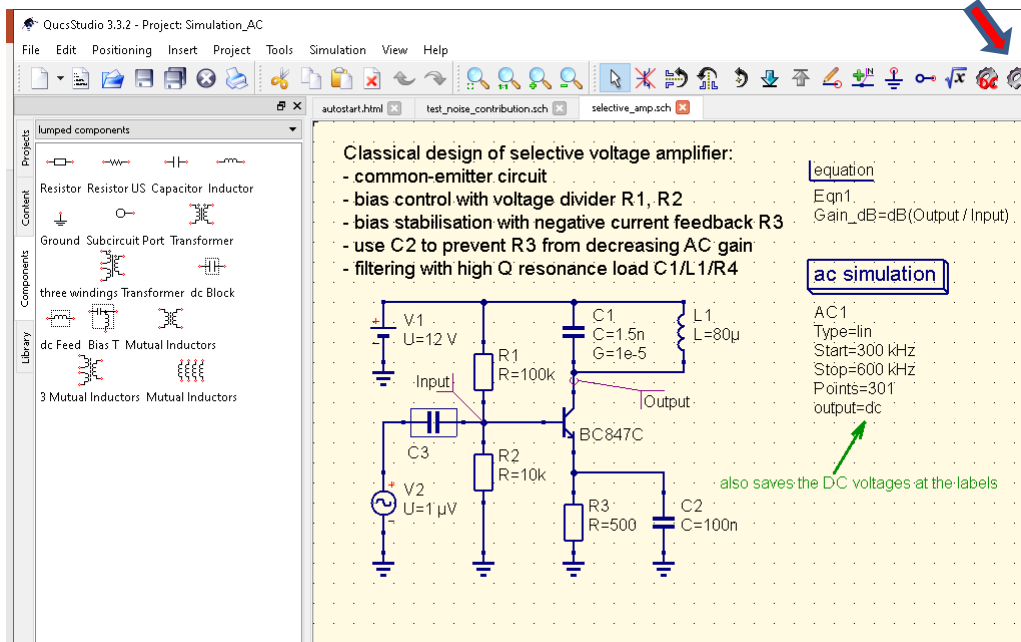 QucsStudio 3.3.2 - Project: Simulation_AC
File Edit Positioning Insert Project Tools Simulation View Help
autostart.html test_noise_contribution.sch selective_amp.sch
Projects
Content
Components
Library
lumped components
Resistor Resistor US Capacitor Inductor
Ground Subcircuit Port Transformer
three windings Transformer dc Block
dc Feed Bias T Mutual Inductors
3 Mutual Inductors Mutual Inductors
Classical design of selective voltage amplifier:
- common-emitter circuit
- bias control with voltage divider R1, R2
- bias stabilisation with negative current feedback R3
- use C2 to prevent R3 from decreasing AC gain
- filtering with high Q resonance load C1/L1/R4
equation
Eqn1
Gain_dB=dB(Output / Input)
ac simulation
AC1
Type=lin
Start=300 kHz
Stop=600 kHz
Points=301
output=dc
also saves the DC voltages at the labels
V1
U=12 V
R1
R=100k
C1
C=1.5n
G=1e-5
L1
L=80µ
Input
Output
BC847C
C3
R2
R=10k
V2
U=1 µV
R3
R=500
C2
C=100n